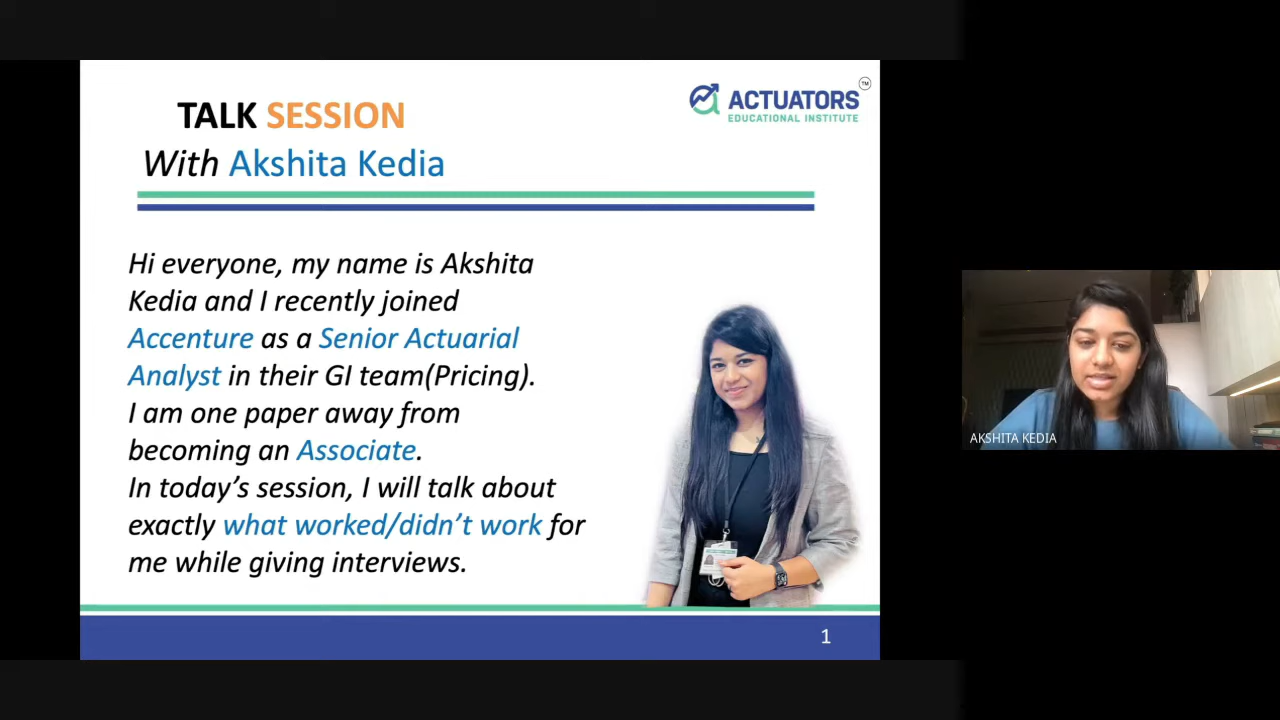 TALK SESSION
With Akshita Kedia
ACTUATORS
TM
EDUCATIONAL INSTITUTE
Hi everyone, my name is Akshita
Kedia and I recently joined
Accenture as a Senior Actuarial
Analyst in their GI team(Pricing).
I am one paper away from
becoming an Associate.
In today’s session, I will talk about
exactly what worked/didn’t work for
me while giving interviews.
1
AKSHITA KEDIA